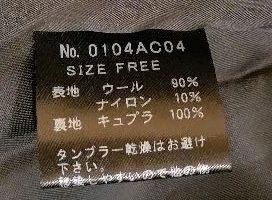 No. 0104AC04
SIZE FREE
表地 ウール 90%
ナイロン 10%
裏地 キュプラ 100%
タンブラー乾燥はお避け
下さい。